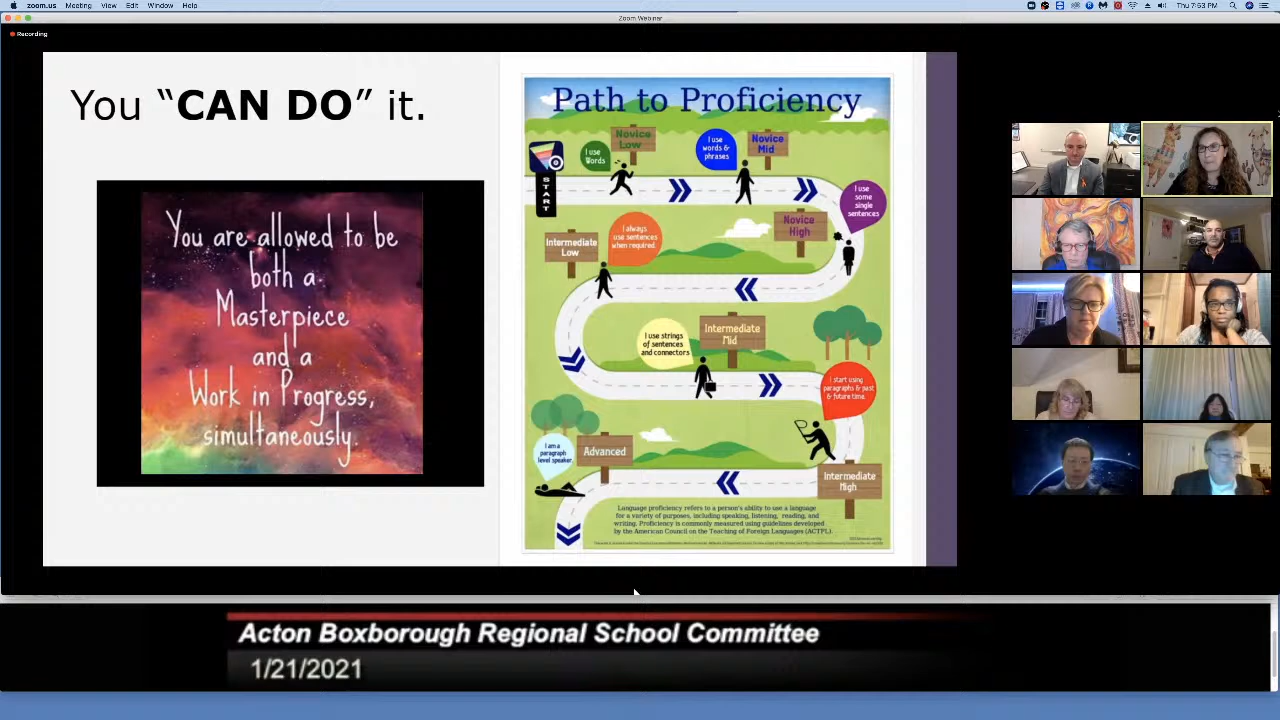 zoom.us Meeting View Edit Window Help
Thu 7:53 PM
Zoom Webinar
Recording
You “CAN DO” it.
You are allowed to be
both a
Masterpiece
and a
Work in Progress,
simultaneously.
Path to Proficiency
START
I use
Words
Novice
Low
I use
words &
phrases
Novice
Mid
I use
some
single
sentences
Novice
High
I always
use sentences
when required.
Intermediate
Low
I use strings
of sentences
and connectors
Intermediate
Mid
I start using
paragraphs & past
& future time.
Intermediate
High
I am a
paragraph
level speaker.
Advanced
Language proficiency refers to a person's ability to use a language
for a variety of purposes, including speaking, listening, reading, and
writing. Proficiency is commonly measured using guidelines developed
by the American Council on the Teaching of Foreign Languages (ACTFL).
Acton Boxborough Regional School Committee
1/21/2021